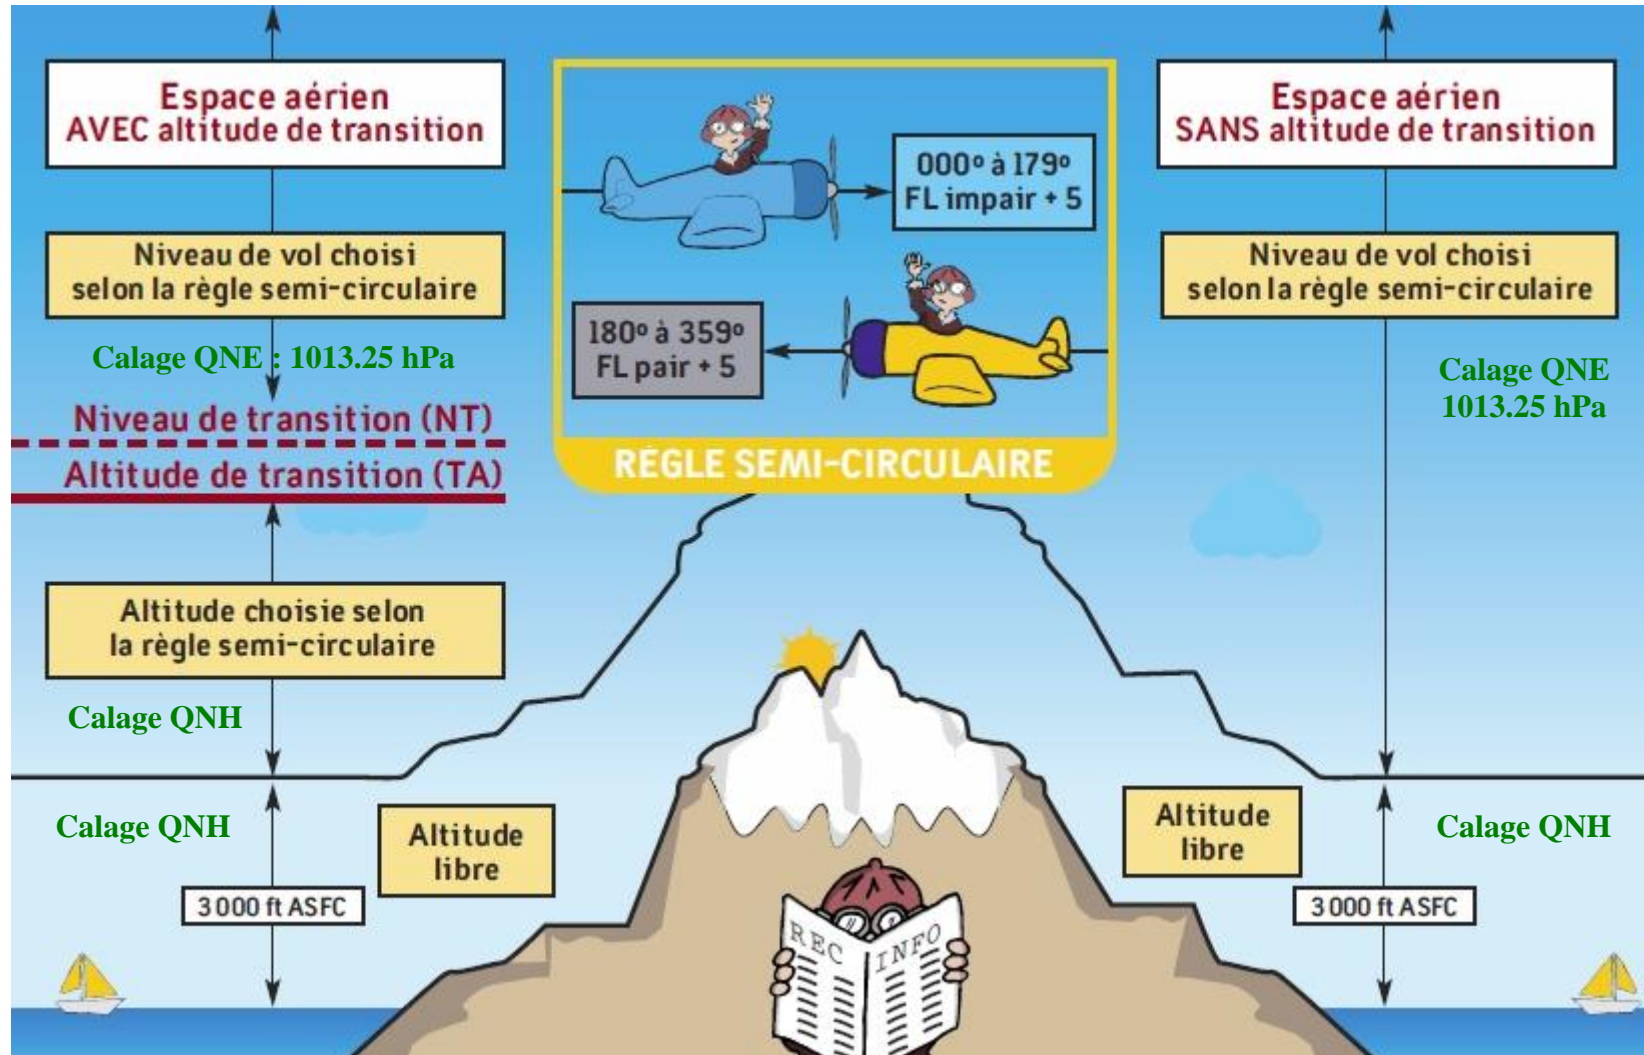 Espace aérien
AVEC altitude de transition
Niveau de vol choisi
selon la règle semi-circulaire
Calage QNE : 1013.25 hPa
Niveau de transition (NT)
Altitude de transition (TA)
Altitude choisie selon
la règle semi-circulaire
Calage QNH
Calage QNH
Altitude
libre
3 000 ft ASFC
000º à 179º
FL impair + 5
180º à 359º
FL pair + 5
RÈGLE SEMI-CIRCULAIRE
REC INFO
Espace aérien
SANS altitude de transition
Niveau de vol choisi
selon la règle semi-circulaire
Calage QNE
1013.25 hPa
Altitude
libre
Calage QNH
3 000 ft ASFC